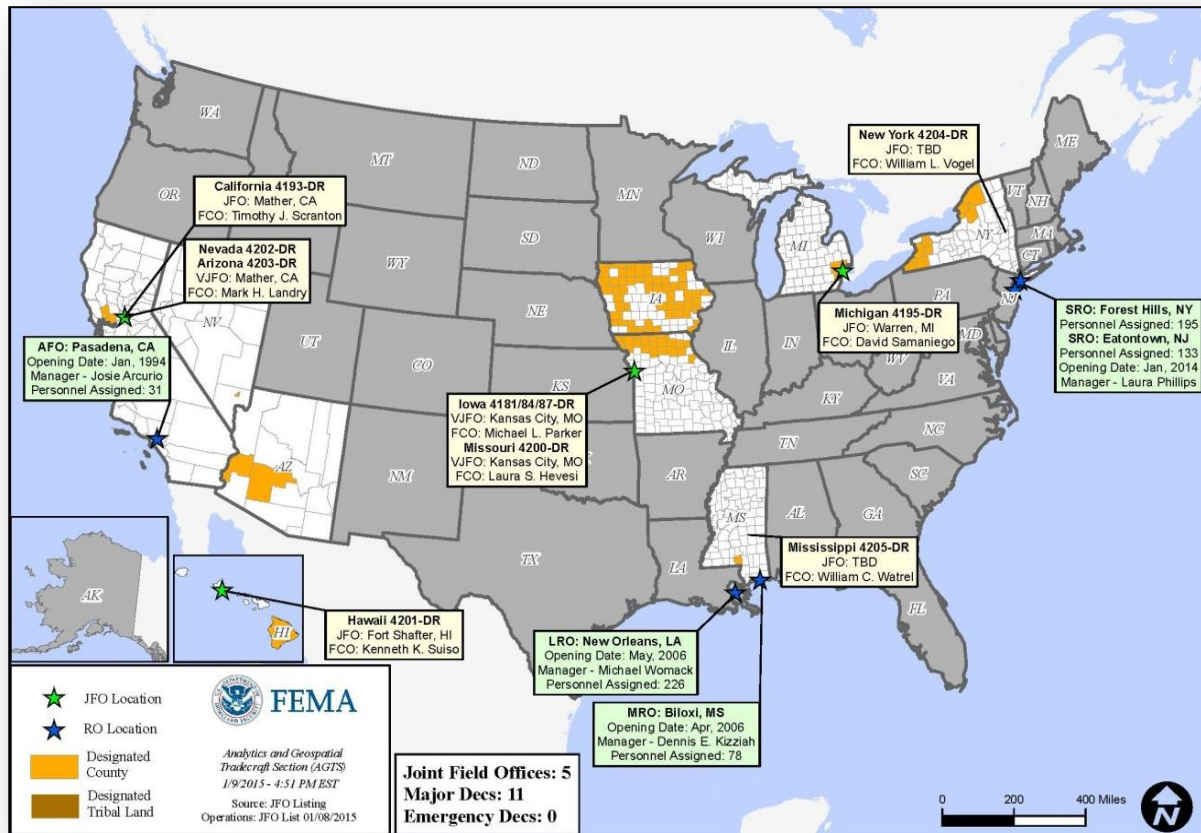 WA
MT
ND
MN
ME
OR
SD
WI
MI
VT
NH
NY
MA
CT
WY
IA
NE
PA
NJ
NV
UT
CO
IL
IN
MD
WV
VA
KS
MO
KY
NC
TN
AZ
NM
AR
SC
MS
AL
GA
TX
LA
FL
AK
HI
New York 4204-DR
JFO: TBD
FCO: William L. Vogel
California 4193-DR
JFO: Mather, CA
FCO: Timothy J. Scranton
Nevada 4202-DR
Arizona 4203-DR
VJFO: Mather, CA
FCO: Mark H. Landry
AFO: Pasadena, CA
Opening Date: Jan, 1994
Manager - Josie Arcurio
Personnel Assigned: 31
Michigan 4195-DR
JFO: Warren, MI
FCO: David Samaniego
SRO: Forest Hills, NY
Personnel Assigned: 195
SRO: Eatontown, NJ
Personnel Assigned: 133
Opening Date: Jan, 2014
Manager - Laura Phillips
Iowa 4181/84/87-DR
VJFO: Kansas City, MO
FCO: Michael L. Parker
Missouri 4200-DR
VJFO: Kansas City, MO
FCO: Laura S. Hevesi
Mississippi 4205-DR
JFO: TBD
FCO: William C. Watrel
Hawaii 4201-DR
JFO: Fort Shafter, HI
FCO: Kenneth K. Suiso
LRO: New Orleans, LA
Opening Date: May, 2006
Manager - Michael Womack
Personnel Assigned: 226
MRO: Biloxi, MS
Opening Date: Apr, 2006
Manager - Dennis E. Kizziah
Personnel Assigned: 78
JFO Location
RO Location
Designated
County
Designated
Tribal Land
FEMA
Analytics and Geospatial
Tradecraft Section (AGTS)
1/9/2015 - 4:51 PM EST
Source: JFO Listing
Operations: JFO List 01/08/2015
Joint Field Offices: 5
Major Decs: 11
Emergency Decs: 0
0 200 400 Miles
N